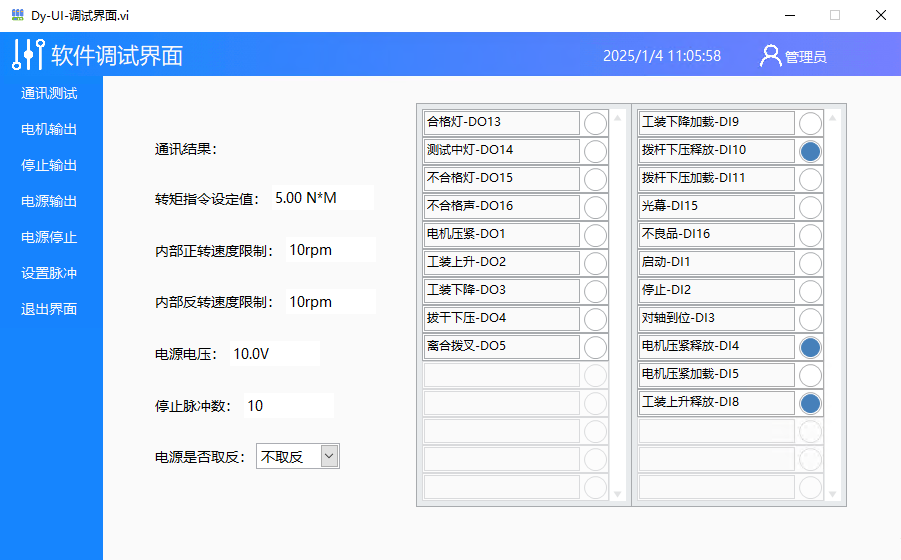 Dy-UI-调试界面.vi
软件调试界面
2025/1/4 11:05:58
管理员
通讯测试
电机输出
停止输出
电源输出
电源停止
设置脉冲
退出界面
通讯结果：
转矩指令设定值： 5.00 N*M
内部正转速度限制： 10rpm
内部反转速度限制： 10rpm
电源电压： 10.0V
停止脉冲数： 10
电源是否取反： 不取反
合格灯-DO13
测试中灯-DO14
不合格灯-DO15
不合格声-DO16
电机压紧-DO1
工装上升-DO2
工装下降-DO3
拔干下压-DO4
离合拨叉-DO5
工装下降加载-DI9
拨杆下压释放-DI10
拨杆下压加载-DI11
光幕-DI15
不良品-DI16
启动-DI1
停止-DI2
对轴到位-DI3
电机压紧释放-DI4
电机压紧加载-DI5
工装上升释放-DI8